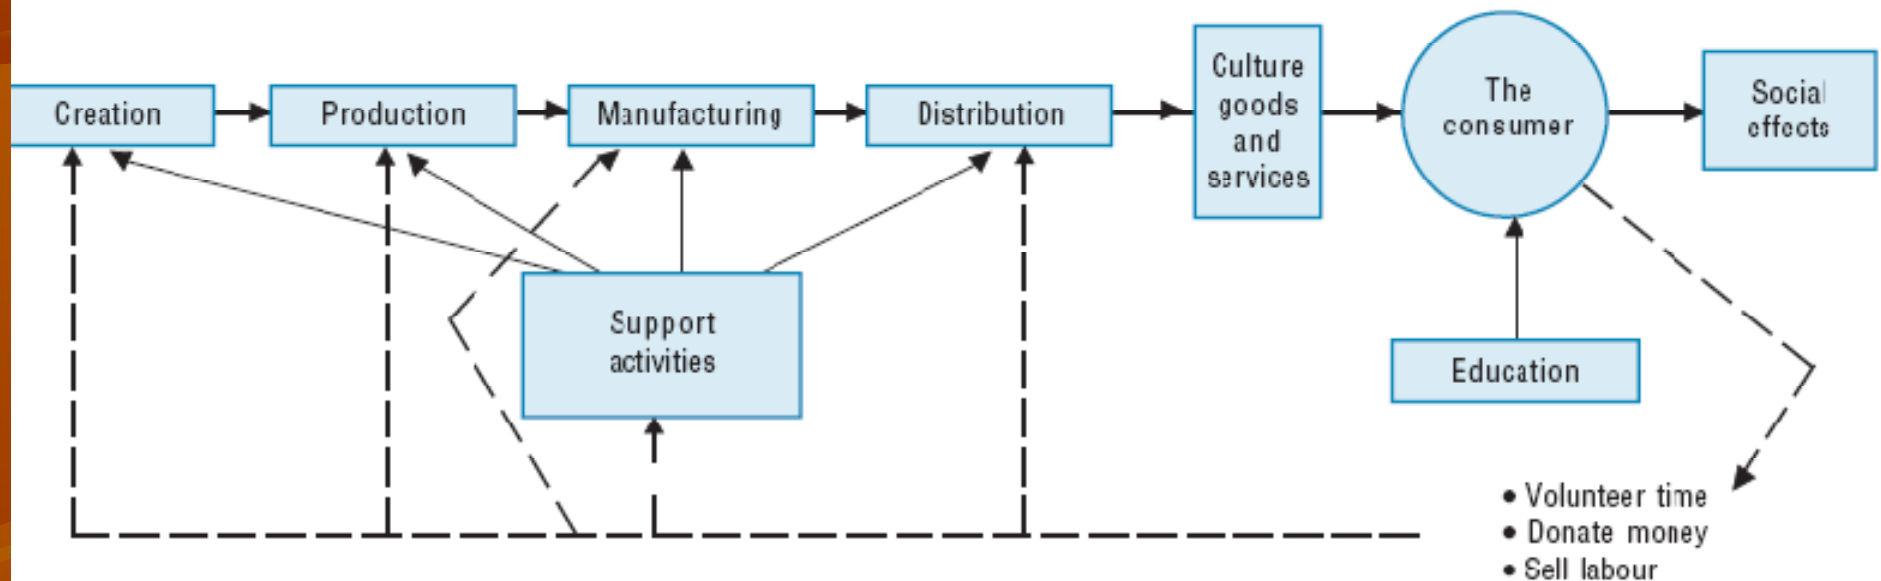 Creation
Production
Manufacturing
Distribution
Culture
goods
and
services
The
consumer
Social
effects
Support
activities
Education
• Volunteer time
• Donate money
• Sell labour